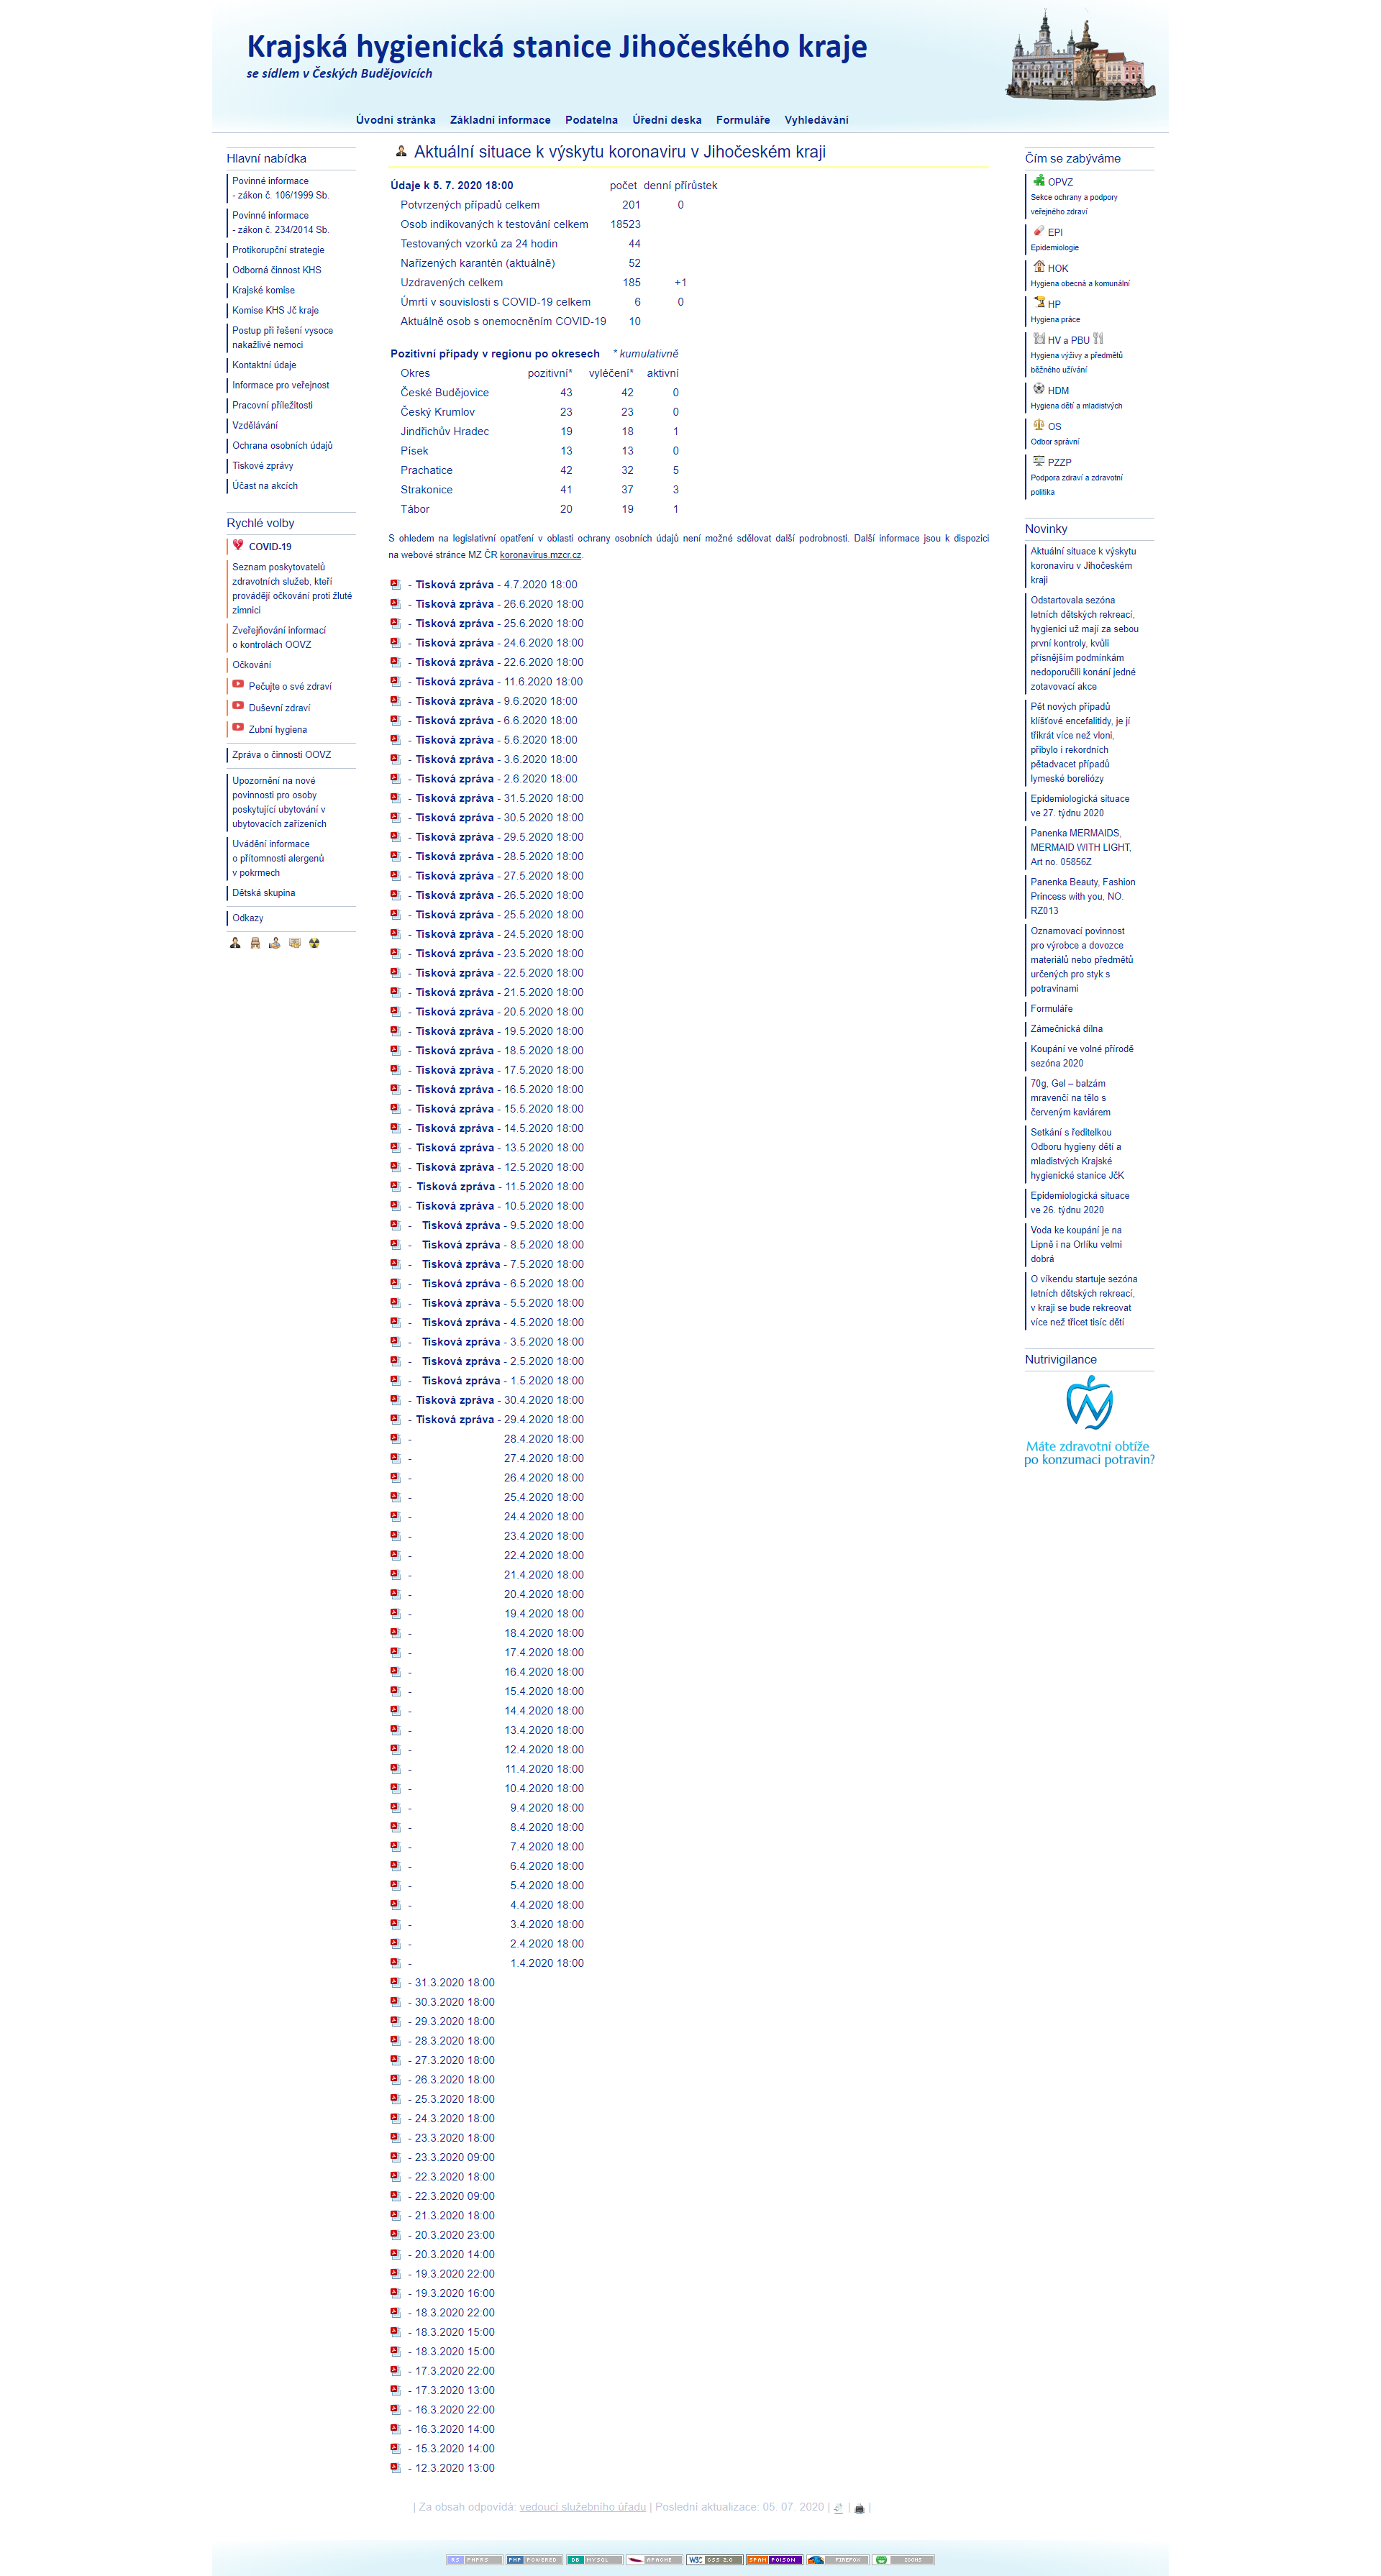 Krajská hygienická stanice Jihočeského kraje
se sídlem v Českých Budějovicích
Úvodní stránka Základní informace Podatelna Úřední deska Formuláře Vyhledávání
Hlavní nabídka
Povinné informace
- zákon č. 106/1999 Sb.
Povinné informace
- zákon č. 234/2014 Sb.
Protikorupční strategie
Odborná činnost KHS
Krajské komise
Komise KHS Jč kraje
Postup při řešení vysoce
nakažlivé nemoci
Kontaktní údaje
Informace pro veřejnost
Pracovní příležitosti
Vzdělávání
Ochrana osobních údajů
Tiskové zprávy
Účast na akcích
Rychlé volby
COVID-19
Seznam poskytovatelů
zdravotních služeb, kteří
provádějí očkování proti žluté
zimnici
Zveřejňování informací
o kontrolách OOVZ
Očkování
Pečujte o své zdraví
Duševní zdraví
Zubní hygiena
Zpráva o činnosti OOVZ
Upozornění na nové
povinnosti pro osoby
poskytující ubytování v
ubytovacích zařízeních
Uvádění informace
o přítomnosti alergenů
v pokrmech
Dětská skupina
Odkazy
Aktuální situace k výskytu koronaviru v Jihočeském kraji
Údaje k 5. 7. 2020 18:00 počet denní přírůstek
Potvrzených případů celkem 201 0
Osob indikovaných k testování celkem 18523
Testovaných vzorků za 24 hodin 44
Nařízených karantén (aktuálně) 52
Uzdravených celkem 185 +1
Úmrtí v souvislosti s COVID-19 celkem 6 0
Aktuálně osob s onemocněním COVID-19 10
Pozitivní případy v regionu po okresech * kumulativně
Okres pozitivní* vyléčení* aktivní
České Budějovice 43 42 0
Český Krumlov 23 23 0
Jindřichův Hradec 19 18 1
Písek 13 13 0
Prachatice 42 32 5
Strakonice 41 37 3
Tábor 20 19 1
S ohledem na legislativní opatření v oblasti ochrany osobních údajů není možné sdělovat další podrobnosti. Další informace jsou k dispozici
na webové stránce MZ ČR koronavirus.mzcr.cz.
- Tisková zpráva - 4.7.2020 18:00
- Tisková zpráva - 26.6.2020 18:00
- Tisková zpráva - 25.6.2020 18:00
- Tisková zpráva - 24.6.2020 18:00
- Tisková zpráva - 22.6.2020 18:00
- Tisková zpráva - 11.6.2020 18:00
- Tisková zpráva - 9.6.2020 18:00
- Tisková zpráva - 6.6.2020 18:00
- Tisková zpráva - 5.6.2020 18:00
- Tisková zpráva - 3.6.2020 18:00
- Tisková zpráva - 2.6.2020 18:00
- Tisková zpráva - 31.5.2020 18:00
- Tisková zpráva - 30.5.2020 18:00
- Tisková zpráva - 29.5.2020 18:00
- Tisková zpráva - 28.5.2020 18:00
- Tisková zpráva - 27.5.2020 18:00
- Tisková zpráva - 26.5.2020 18:00
- Tisková zpráva - 25.5.2020 18:00
- Tisková zpráva - 24.5.2020 18:00
- Tisková zpráva - 23.5.2020 18:00
- Tisková zpráva - 22.5.2020 18:00
- Tisková zpráva - 21.5.2020 18:00
- Tisková zpráva - 20.5.2020 18:00
- Tisková zpráva - 19.5.2020 18:00
- Tisková zpráva - 18.5.2020 18:00
- Tisková zpráva - 17.5.2020 18:00
- Tisková zpráva - 16.5.2020 18:00
- Tisková zpráva - 15.5.2020 18:00
- Tisková zpráva - 14.5.2020 18:00
- Tisková zpráva - 13.5.2020 18:00
- Tisková zpráva - 12.5.2020 18:00
- Tisková zpráva - 11.5.2020 18:00
- Tisková zpráva - 10.5.2020 18:00
- Tisková zpráva - 9.5.2020 18:00
- Tisková zpráva - 8.5.2020 18:00
- Tisková zpráva - 7.5.2020 18:00
- Tisková zpráva - 6.5.2020 18:00
- Tisková zpráva - 5.5.2020 18:00
- Tisková zpráva - 4.5.2020 18:00
- Tisková zpráva - 3.5.2020 18:00
- Tisková zpráva - 2.5.2020 18:00
- Tisková zpráva - 1.5.2020 18:00
- Tisková zpráva - 30.4.2020 18:00
- Tisková zpráva - 29.4.2020 18:00
- 28.4.2020 18:00
- 27.4.2020 18:00
- 26.4.2020 18:00
- 25.4.2020 18:00
- 24.4.2020 18:00
- 23.4.2020 18:00
- 22.4.2020 18:00
- 21.4.2020 18:00
- 20.4.2020 18:00
- 19.4.2020 18:00
- 18.4.2020 18:00
- 17.4.2020 18:00
- 16.4.2020 18:00
- 15.4.2020 18:00
- 14.4.2020 18:00
- 13.4.2020 18:00
- 12.4.2020 18:00
- 11.4.2020 18:00
- 10.4.2020 18:00
- 9.4.2020 18:00
- 8.4.2020 18:00
- 7.4.2020 18:00
- 6.4.2020 18:00
- 5.4.2020 18:00
- 4.4.2020 18:00
- 3.4.2020 18:00
- 2.4.2020 18:00
- 1.4.2020 18:00
- 31.3.2020 18:00
- 30.3.2020 18:00
- 29.3.2020 18:00
- 28.3.2020 18:00
- 27.3.2020 18:00
- 26.3.2020 18:00
- 25.3.2020 18:00
- 24.3.2020 18:00
- 23.3.2020 18:00
- 23.3.2020 09:00
- 22.3.2020 18:00
- 22.3.2020 09:00
- 21.3.2020 18:00
- 20.3.2020 23:00
- 20.3.2020 14:00
- 19.3.2020 22:00
- 19.3.2020 16:00
- 18.3.2020 22:00
- 18.3.2020 15:00
- 18.3.2020 15:00
- 17.3.2020 22:00
- 17.3.2020 13:00
- 16.3.2020 22:00
- 16.3.2020 14:00
- 15.3.2020 14:00
- 12.3.2020 13:00
Čím se zabýváme
OPVZ
Sekce ochrany a podpory
veřejného zdraví
EPI
Epidemiologie
HOK
Hygiena obecná a komunální
HP
Hygiena práce
HV a PBU
Hygiena výživy a předmětů
běžného užívání
HDM
Hygiena dětí a mladistvých
OS
Odbor správní
PZZP
Podpora zdraví a zdravotní
politika
Novinky
Aktuální situace k výskytu
koronaviru v Jihočeském
kraji
Odstartovala sezóna
letních dětských rekreací,
hygienici už mají za sebou
první kontroly, kvůli
přísnějším podmínkám
nedoporučili konání jedné
zotavovací akce
Pět nových případů
klíšťové encefalitidy, je jí
třikrát více než vloni,
přibylo i rekordních
pětadvacet případů
lymeské boreliózy
Epidemiologická situace
ve 27. týdnu 2020
Panenka MERMAIDS,
MERMAID WITH LIGHT,
Art no. 05856Z
Panenka Beauty, Fashion
Princess with you, NO.
RZ013
Oznamovací povinnost
pro výrobce a dovozce
materiálů nebo předmětů
určených pro styk s
potravinami
Formuláře
Zámečnická dílna
Koupání ve volné přírodě
sezóna 2020
70g, Gel – balzám
mravenčí na tělo s
červeným kaviárem
Setkání s ředitelkou
Odboru hygieny dětí a
mladistvých Krajské
hygienické stanice JčK
Epidemiologická situace
ve 26. týdnu 2020
Voda ke koupání je na
Lipně i na Orlíku velmi
dobrá
O víkendu startuje sezóna
letních dětských rekreací,
v kraji se bude rekreovat
více než třicet tisíc dětí
Nutrivigilance
Máte zdravotní obtíže
po konzumaci potravin?
| Za obsah odpovídá: vedoucí služebního úřadu | Poslední aktualizace: 05. 07. 2020 | | |
RS PHPRS PHP POWERED DB MYSQL APACHE W3C CSS 2.0 SPAM POISON FIREFOX ICONS